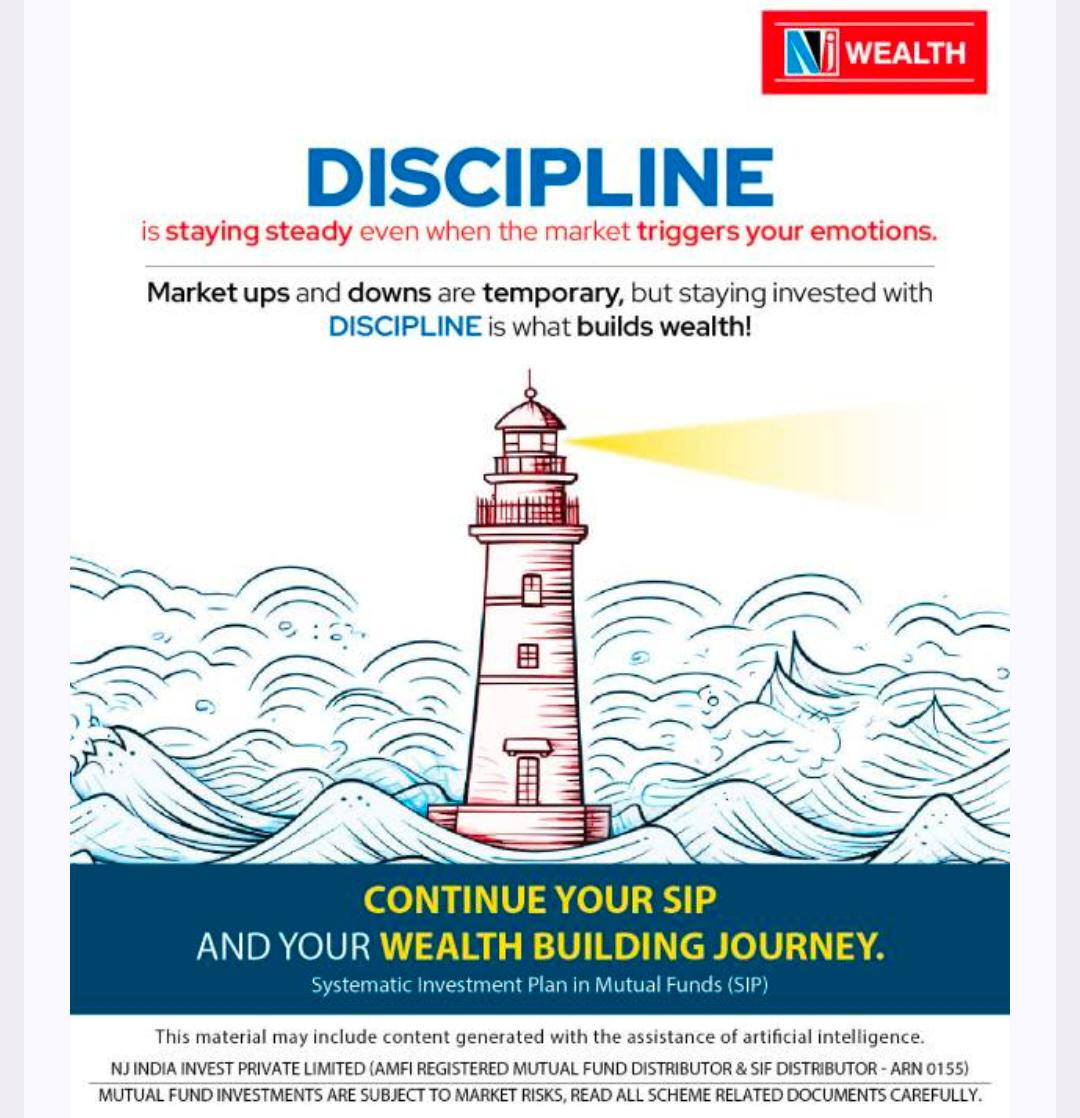 NJ WEALTH
DISCIPLINE
is staying steady even when the market triggers your emotions.
Market ups and downs are temporary, but staying invested with
DISCIPLINE is what builds wealth!
CONTINUE YOUR SIP
AND YOUR WEALTH BUILDING JOURNEY.
Systematic Investment Plan in Mutual Funds (SIP)
This material may include content generated with the assistance of artificial intelligence.
NJ INDIA INVEST PRIVATE LIMITED (AMFI REGISTERED MUTUAL FUND DISTRIBUTOR & SIF DISTRIBUTOR - ARN 0155)
MUTUAL FUND INVESTMENTS ARE SUBJECT TO MARKET RISKS, READ ALL SCHEME RELATED DOCUMENTS CAREFULLY.